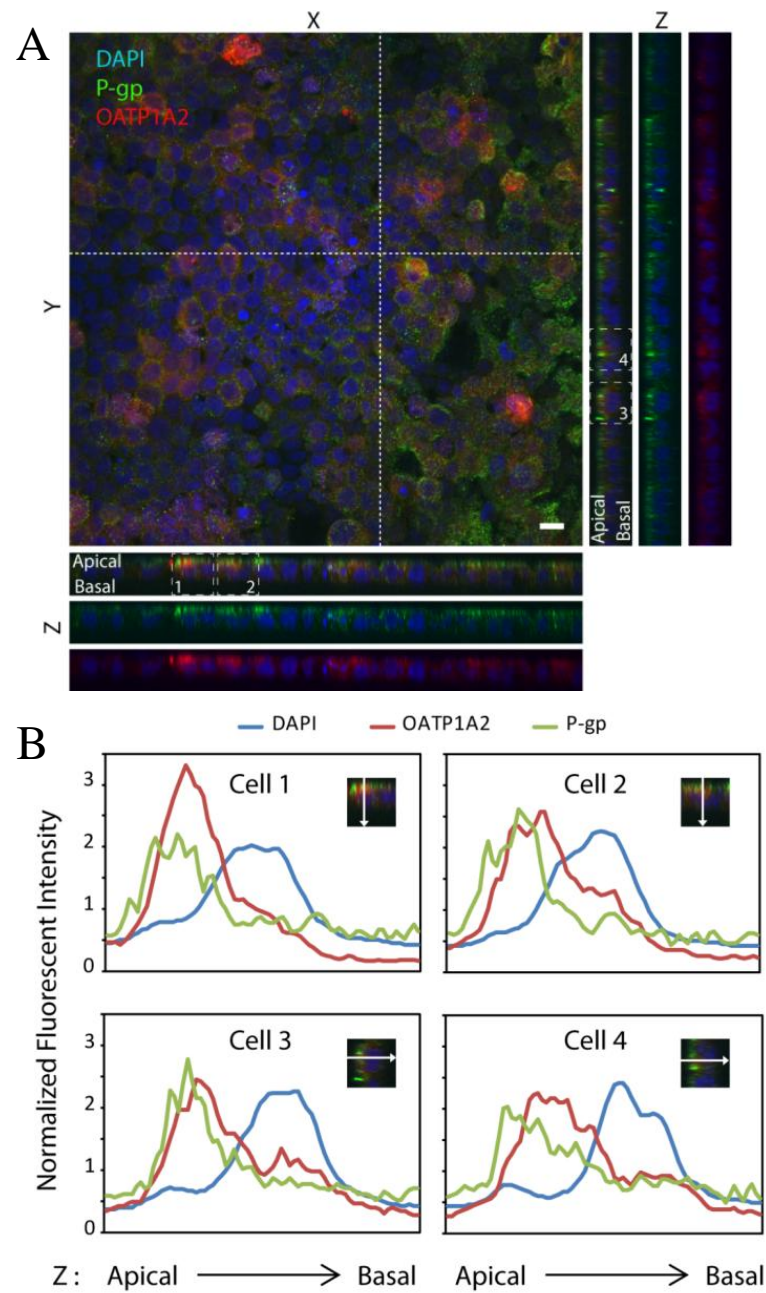 A
X
Z
DAPI
P-gp
OATP1A2
Y
4
3
Apical
Basal
Apical
Basal
1
2
Z
B
DAPI
OATP1A2
P-gp
Normalized Fluorescent Intensity
3
2
1
0
Cell 1
Cell 2
3
2
1
0
Cell 3
Cell 4
Z : Apical Basal Apical Basal